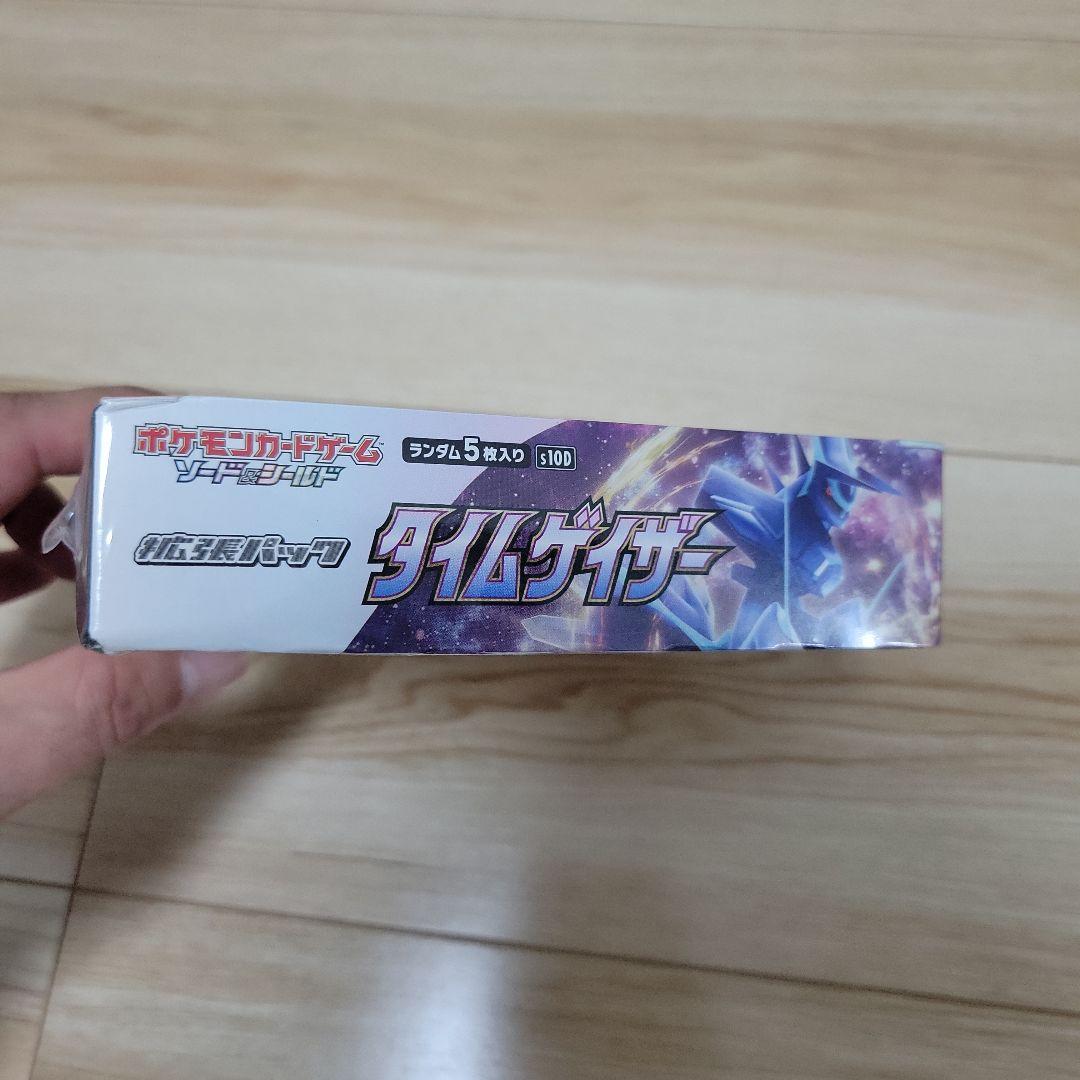 ポケモンカードゲーム™
ソード&シールド
ランダム5枚入り s10D
拡張パック
タイムゲイザー